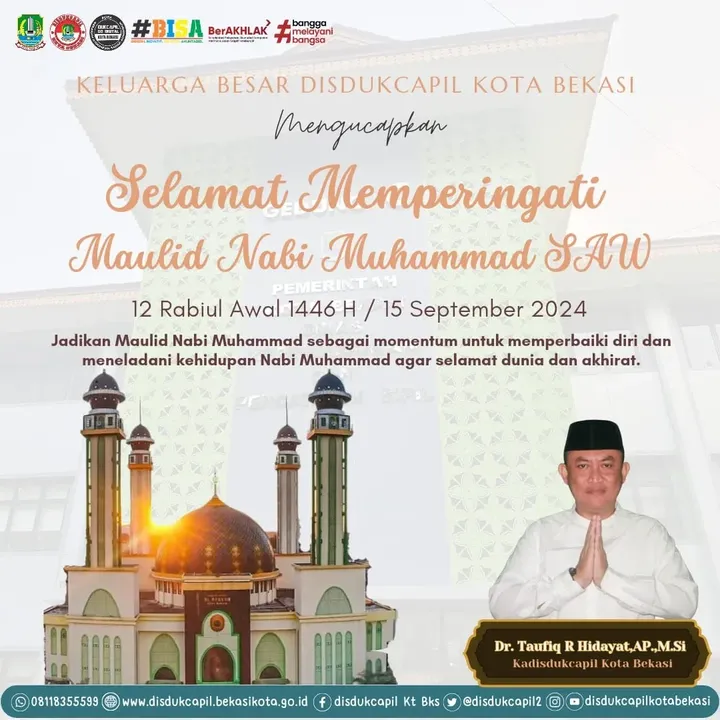 #BISA
BerAKHLAK
#bangga
melayani
bangsa
KELUARGA BESAR DISDUKCAPIL KOTA BEKASI
Mengucapkan
Selamat Memperingati
Maulid Nabi Muhammad SAW
GEDUNG
PEMERINTAH
12 Rabiul Awal 1446 H / 15 September 2024
Jadikan Maulid Nabi Muhammad sebagai momentum untuk memperbaiki diri dan
meneladani kehidupan Nabi Muhammad agar selamat dunia dan akhirat.
Dr. Taufiq R Hidayat,AP.,M.Si
Kadisdukcapil Kota Bekasi
08118355599 www.disdukcapil.bekasikota.go.id disdukcapil Kt Bks @disdukcapil2 disdukcapilkotabekasi